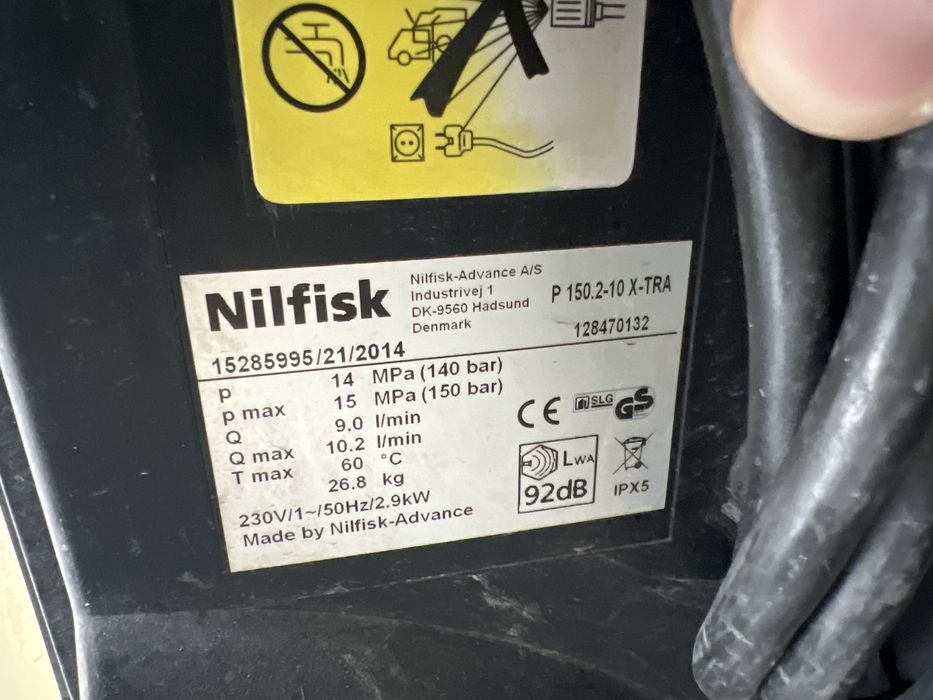 Nilfisk
Nilfisk-Advance A/S
Industrivej 1
DK-9560 Hadsund
Denmark
P 150.2-10 X-TRA
128470132
15285995/21/2014
p 14 MPa (140 bar)
p max 15 MPa (150 bar)
Q 9.0 l/min
Q max 10.2 l/min
T max 60 °C
26.8 kg
230V/1~/50Hz/2.9kW
Made by Nilfisk-Advance
CE
SLG
GS
LWA
92dB
IPX5